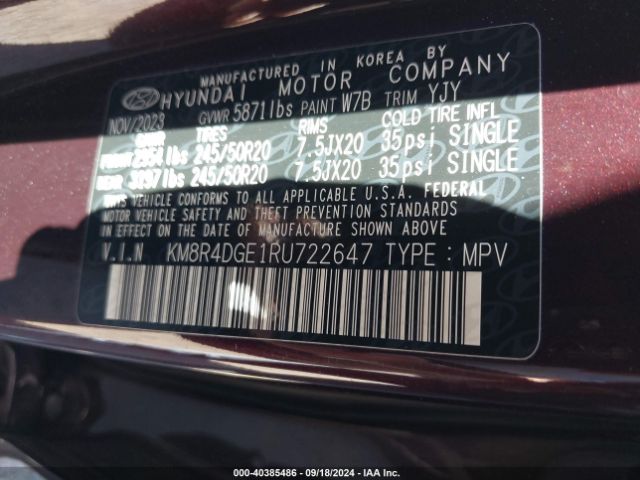 MANUFACTURED IN KOREA BY
HYUNDAI MOTOR COMPANY
NOV/2023 GVWR 5871lbs PAINT W7B TRIM YJY
GAWR TIRES RIMS COLD TIRE INFL
2954lbs 245/50R20 7.5JX20 35psi SINGLE
REAR 3097lbs 245/50R20 7.5JX20 35psi SINGLE
THIS VEHICLE CONFORMS TO ALL APPLICABLE U.S.A. FEDERAL
MOTOR VEHICLE SAFETY AND THEFT PREVENTION STANDARDS
IN EFFECT ON THE DATE OF MANUFACTURE SHOWN ABOVE.
V.I.N KM8R4DGE1RU722647 TYPE : MPV
000-40385486 - 09/18/2024 - IAA Inc.